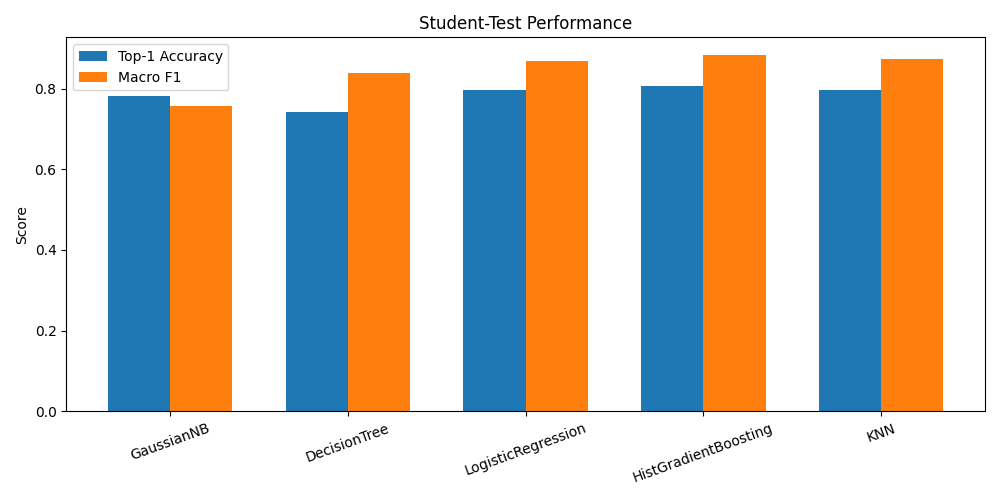 Student-Test Performance
Top-1 Accuracy
Macro F1
Score
0.8
0.6
0.4
0.2
0.0
GaussianNB
DecisionTree
LogisticRegression
HistGradientBoosting
KNN